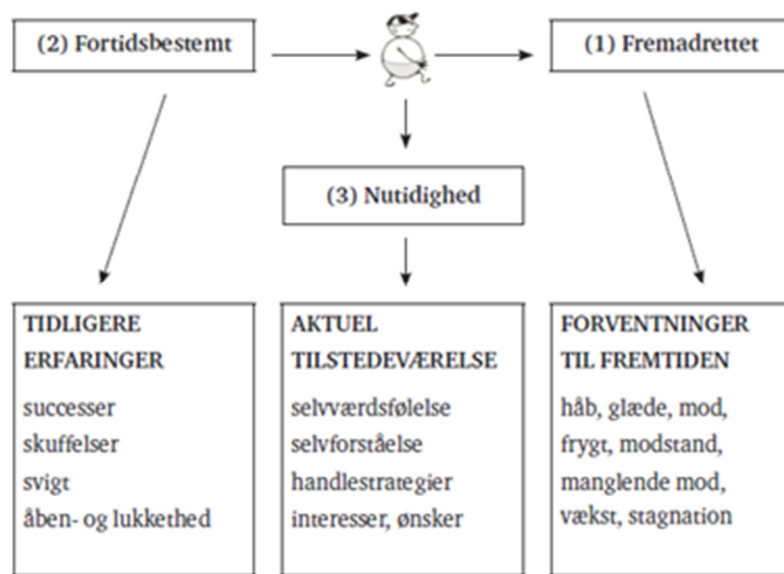 (2) Fortidsbestemt
(1) Fremadrettet
(3) Nutidighed
TIDLIGERE
ERFARINGER
successer
skuffelser
svigt
åben- og lukkethed
AKTUEL
TILSTEDEVÆRELSE
selvværdsfølelse
selvforståelse
handlestrategier
interesser, ønsker
FORVENTNINGER
TIL FREMTIDEN
håb, glæde, mod,
frygt, modstand,
manglende mod,
vækst, stagnation